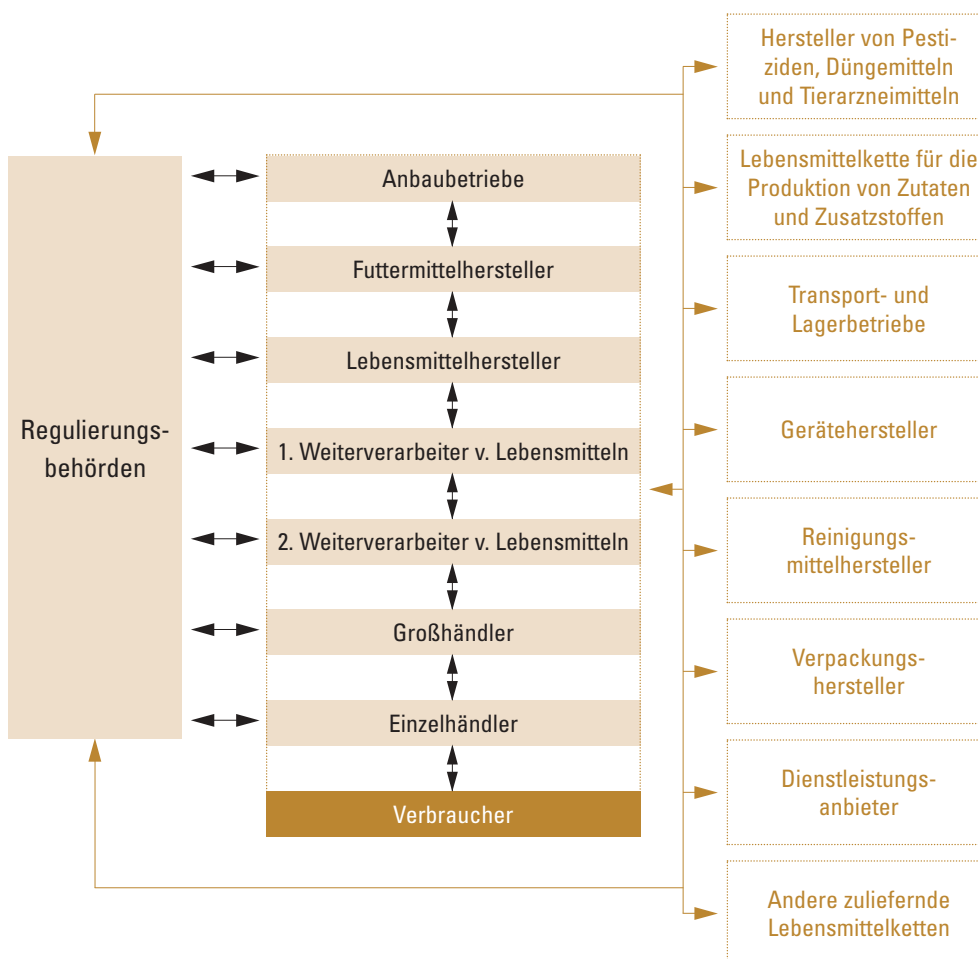 Regulierungs-
behörden
Anbaubetriebe
Futtermittelhersteller
Lebensmittelhersteller
1. Weiterverarbeiter v. Lebensmitteln
2. Weiterverarbeiter v. Lebensmitteln
Großhändler
Einzelhändler
Verbraucher
Hersteller von Pesti-
ziden, Düngemitteln
und Tierarzneimitteln
Lebensmittelkette für die
Produktion von Zutaten
und Zusatzstoffen
Transport- und
Lagerbetriebe
Gerätehersteller
Reinigungs-
mittelhersteller
Verpackungs-
hersteller
Dienstleistungs-
anbieter
Andere zuliefernde
Lebensmittelketten